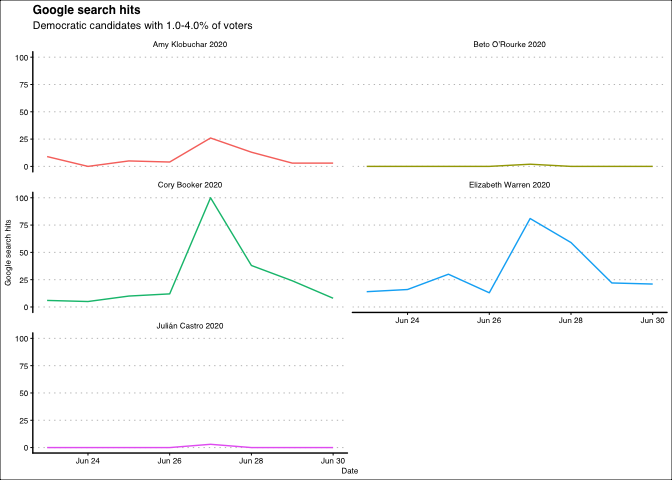 Google search hits
Democratic candidates with 1.0-4.0% of voters
Amy Klobuchar 2020
Beto O'Rourke 2020
100
75
50
25
0
Cory Booker 2020
Elizabeth Warren 2020
100
75
50
25
0
Google search hits
Jun 24
Jun 26
Jun 28
Jun 30
Julián Castro 2020
100
75
50
25
0
Jun 24
Jun 26
Jun 28
Jun 30
Date